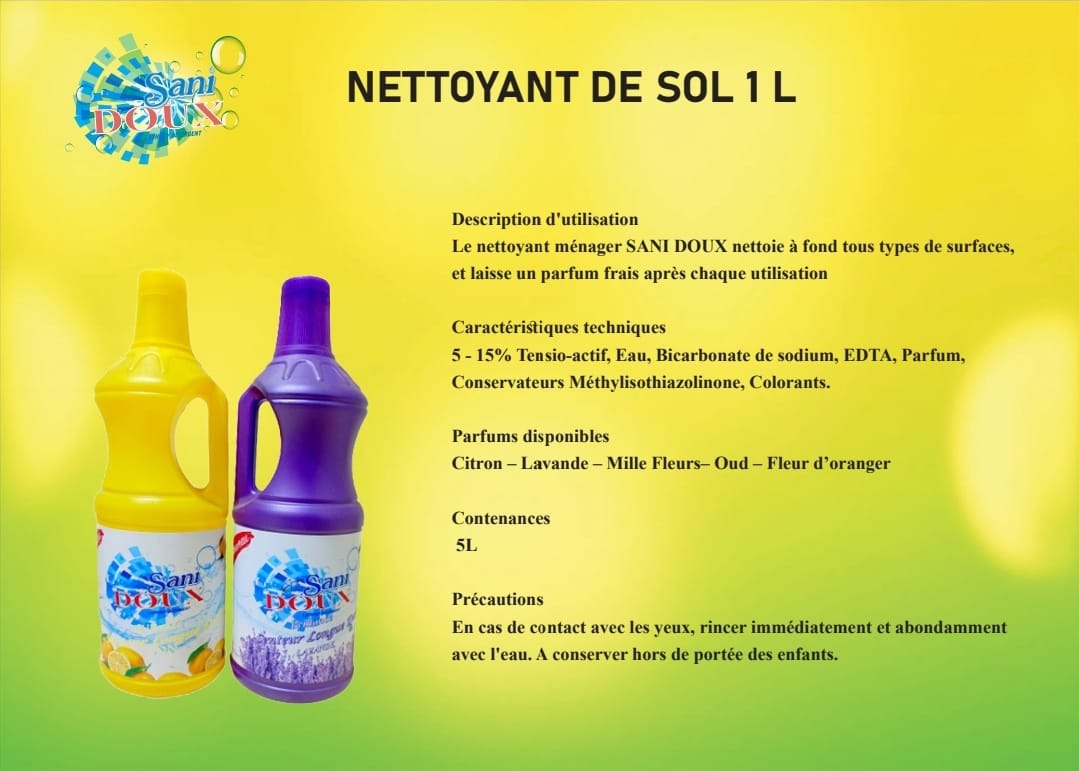 Sani
DOUX
NETTOYANT DE SOL 1 L
Description d'utilisation
Le nettoyant ménager SANI DOUX nettoie à fond tous types de surfaces,
et laisse un parfum frais après chaque utilisation
Caractéristiques techniques
5 - 15% Tensio-actif, Eau, Bicarbonate de sodium, EDTA, Parfum,
Conservateurs Méthylisothiazolinone, Colorants.
Parfums disponibles
Citron – Lavande – Mille Fleurs– Oud – Fleur d’oranger
Contenances
5L
Précautions
En cas de contact avec les yeux, rincer immédiatement et abondamment
avec l'eau. A conserver hors de portée des enfants.
Sani
DOUX
Sani
DOUX
Senteur Longue
LAVANDE